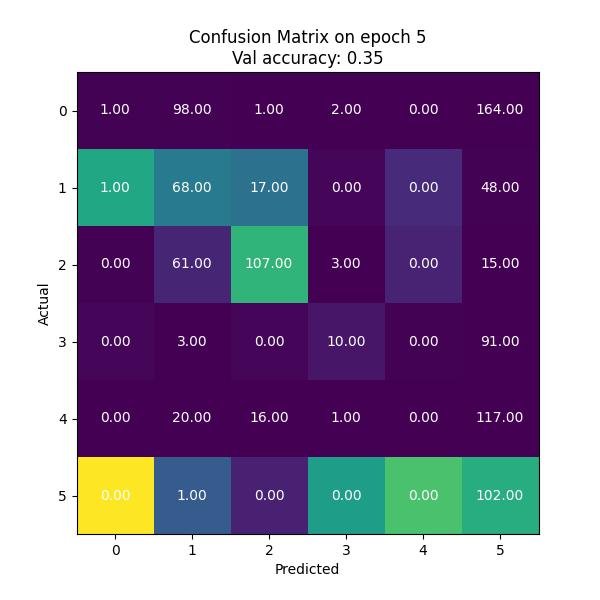 Confusion Matrix on epoch 5
Val accuracy: 0.35
0 1.00 98.00 1.00 2.00 0.00 164.00
1 1.00 68.00 17.00 0.00 0.00 48.00
2 0.00 61.00 107.00 3.00 0.00 15.00
Actual
3 0.00 3.00 0.00 10.00 0.00 91.00
4 0.00 20.00 16.00 1.00 0.00 117.00
5 0.00 1.00 0.00 0.00 0.00 102.00
0 1 2 3 4 5
Predicted